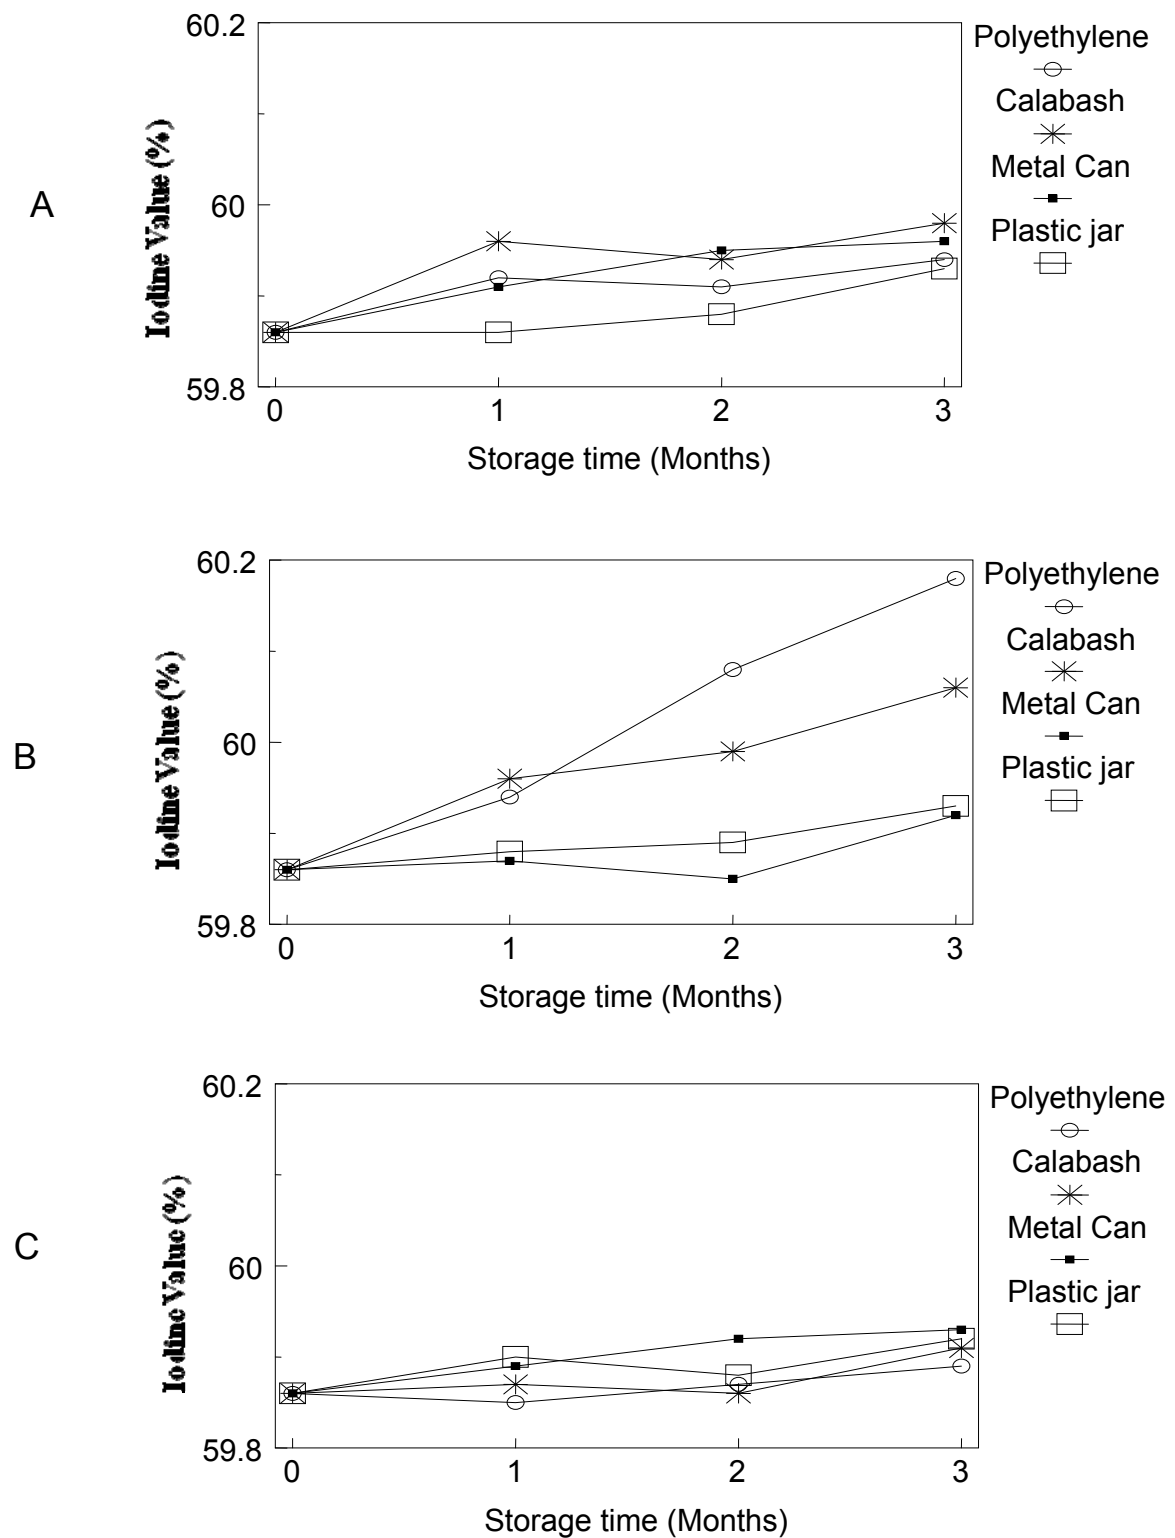 A
Iodine Value (%)
60.2
60
59.8
0 1 2 3
Storage time (Months)
Polyethylene
Calabash
Metal Can
Plastic jar
B
Iodine Value (%)
60.2
60
59.8
0 1 2 3
Storage time (Months)
Polyethylene
Calabash
Metal Can
Plastic jar
C
Iodine Value (%)
60.2
60
59.8
0 1 2 3
Storage time (Months)
Polyethylene
Calabash
Metal Can
Plastic jar